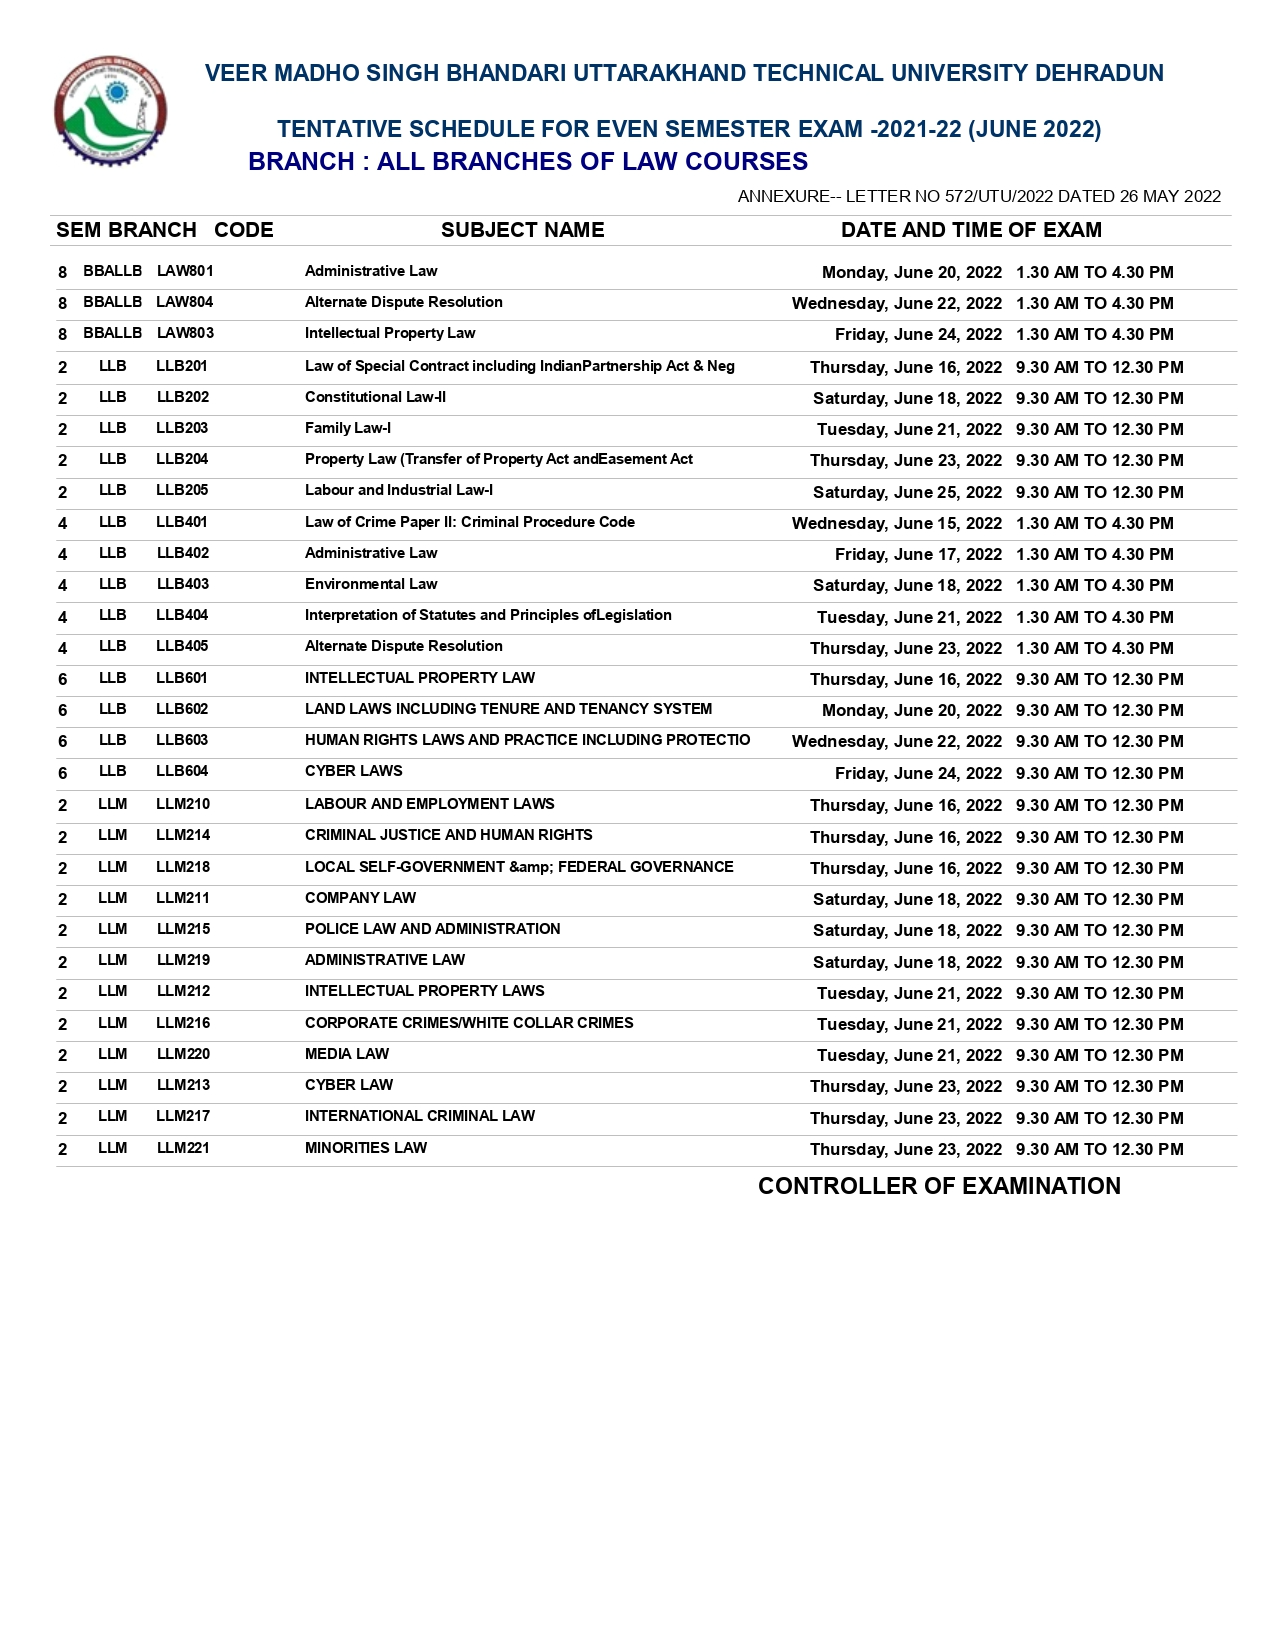 VEER MADHO SINGH BHANDARI UTTARAKHAND TECHNICAL UNIVERSITY DEHRADUN
TENTATIVE SCHEDULE FOR EVEN SEMESTER EXAM -2021-22 (JUNE 2022)
BRANCH : ALL BRANCHES OF LAW COURSES
ANNEXURE-- LETTER NO 572/UTU/2022 DATED 26 MAY 2022
SEM BRANCH CODE SUBJECT NAME DATE AND TIME OF EXAM
8 BBALLB LAW801 Administrative Law Monday, June 20, 2022 1.30 AM TO 4.30 PM
8 BBALLB LAW804 Alternate Dispute Resolution Wednesday, June 22, 2022 1.30 AM TO 4.30 PM
8 BBALLB LAW803 Intellectual Property Law Friday, June 24, 2022 1.30 AM TO 4.30 PM
2 LLB LLB201 Law of Special Contract including IndianPartnership Act & Neg Thursday, June 16, 2022 9.30 AM TO 12.30 PM
2 LLB LLB202 Constitutional Law-II Saturday, June 18, 2022 9.30 AM TO 12.30 PM
2 LLB LLB203 Family Law-I Tuesday, June 21, 2022 9.30 AM TO 12.30 PM
2 LLB LLB204 Property Law (Transfer of Property Act andEasement Act Thursday, June 23, 2022 9.30 AM TO 12.30 PM
2 LLB LLB205 Labour and Industrial Law-I Saturday, June 25, 2022 9.30 AM TO 12.30 PM
4 LLB LLB401 Law of Crime Paper II: Criminal Procedure Code Wednesday, June 15, 2022 1.30 AM TO 4.30 PM
4 LLB LLB402 Administrative Law Friday, June 17, 2022 1.30 AM TO 4.30 PM
4 LLB LLB403 Environmental Law Saturday, June 18, 2022 1.30 AM TO 4.30 PM
4 LLB LLB404 Interpretation of Statutes and Principles ofLegislation Tuesday, June 21, 2022 1.30 AM TO 4.30 PM
4 LLB LLB405 Alternate Dispute Resolution Thursday, June 23, 2022 1.30 AM TO 4.30 PM
6 LLB LLB601 INTELLECTUAL PROPERTY LAW Thursday, June 16, 2022 9.30 AM TO 12.30 PM
6 LLB LLB602 LAND LAWS INCLUDING TENURE AND TENANCY SYSTEM Monday, June 20, 2022 9.30 AM TO 12.30 PM
6 LLB LLB603 HUMAN RIGHTS LAWS AND PRACTICE INCLUDING PROTECTIO Wednesday, June 22, 2022 9.30 AM TO 12.30 PM
6 LLB LLB604 CYBER LAWS Friday, June 24, 2022 9.30 AM TO 12.30 PM
2 LLM LLM210 LABOUR AND EMPLOYMENT LAWS Thursday, June 16, 2022 9.30 AM TO 12.30 PM
2 LLM LLM214 CRIMINAL JUSTICE AND HUMAN RIGHTS Thursday, June 16, 2022 9.30 AM TO 12.30 PM
2 LLM LLM218 LOCAL SELF-GOVERNMENT &amp;amp; FEDERAL GOVERNANCE Thursday, June 16, 2022 9.30 AM TO 12.30 PM
2 LLM LLM211 COMPANY LAW Saturday, June 18, 2022 9.30 AM TO 12.30 PM
2 LLM LLM215 POLICE LAW AND ADMINISTRATION Saturday, June 18, 2022 9.30 AM TO 12.30 PM
2 LLM LLM219 ADMINISTRATIVE LAW Saturday, June 18, 2022 9.30 AM TO 12.30 PM
2 LLM LLM212 INTELLECTUAL PROPERTY LAWS Tuesday, June 21, 2022 9.30 AM TO 12.30 PM
2 LLM LLM216 CORPORATE CRIMES/WHITE COLLAR CRIMES Tuesday, June 21, 2022 9.30 AM TO 12.30 PM
2 LLM LLM220 MEDIA LAW Tuesday, June 21, 2022 9.30 AM TO 12.30 PM
2 LLM LLM213 CYBER LAW Thursday, June 23, 2022 9.30 AM TO 12.30 PM
2 LLM LLM217 INTERNATIONAL CRIMINAL LAW Thursday, June 23, 2022 9.30 AM TO 12.30 PM
2 LLM LLM221 MINORITIES LAW Thursday, June 23, 2022 9.30 AM TO 12.30 PM
CONTROLLER OF EXAMINATION